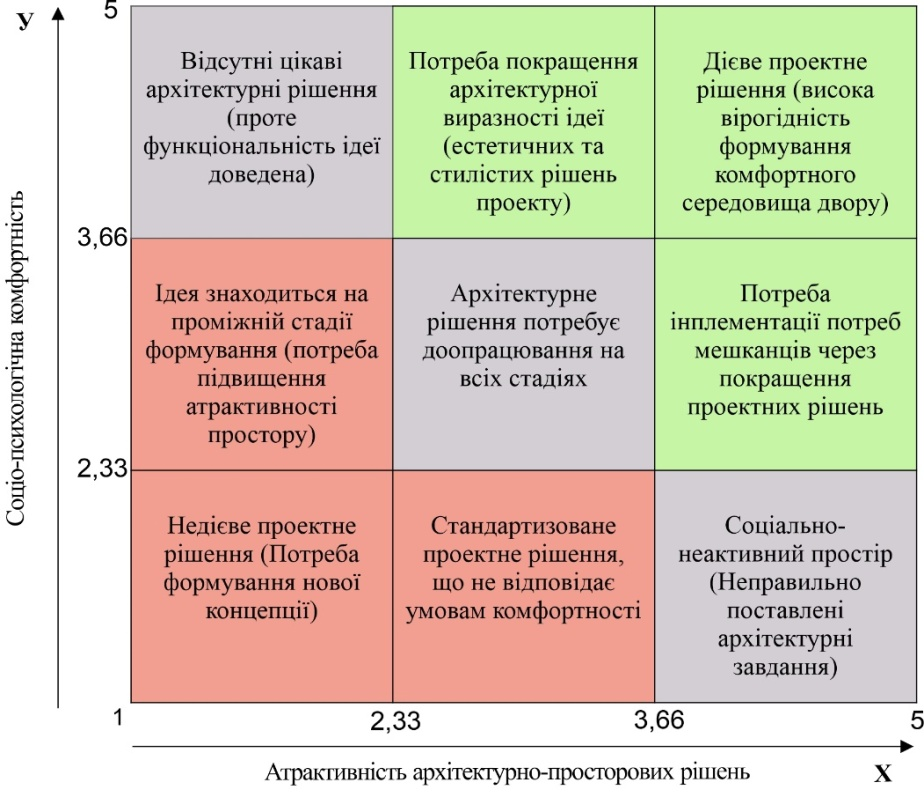 У
5
Відсутні цікаві
архітектурні рішення
(проте
функціональність ідеї
доведена)
Потреба покращення
архітектурної
виразності ідеї
(естетичних та
стилістих рішень
проекту)
Дієве проектне
рішення (висока
вірогідність
формування
комфортного
середовища двору)
3,66
Ідея знаходиться на
проміжній стадії
формування (потреба
підвищення
атрактивності
простору)
Архітектурне
рішення потребує
доопрацювання на
всіх стадіях
Потреба
інплементації потреб
мешканців через
покращення
проектних рішень
2,33
Недієве проектне
рішення (Потреба
формування нової
концепції)
Стандартизоване
проектне рішення,
що не відповідає
умовам комфортності
Соціально-
неактивний простір
(Неправильно
поставлені
архітектурні
завдання)
Соціо-психологічна комфортність
1
2,33
3,66
5
Атрактивність архітектурно-просторових рішень
Х